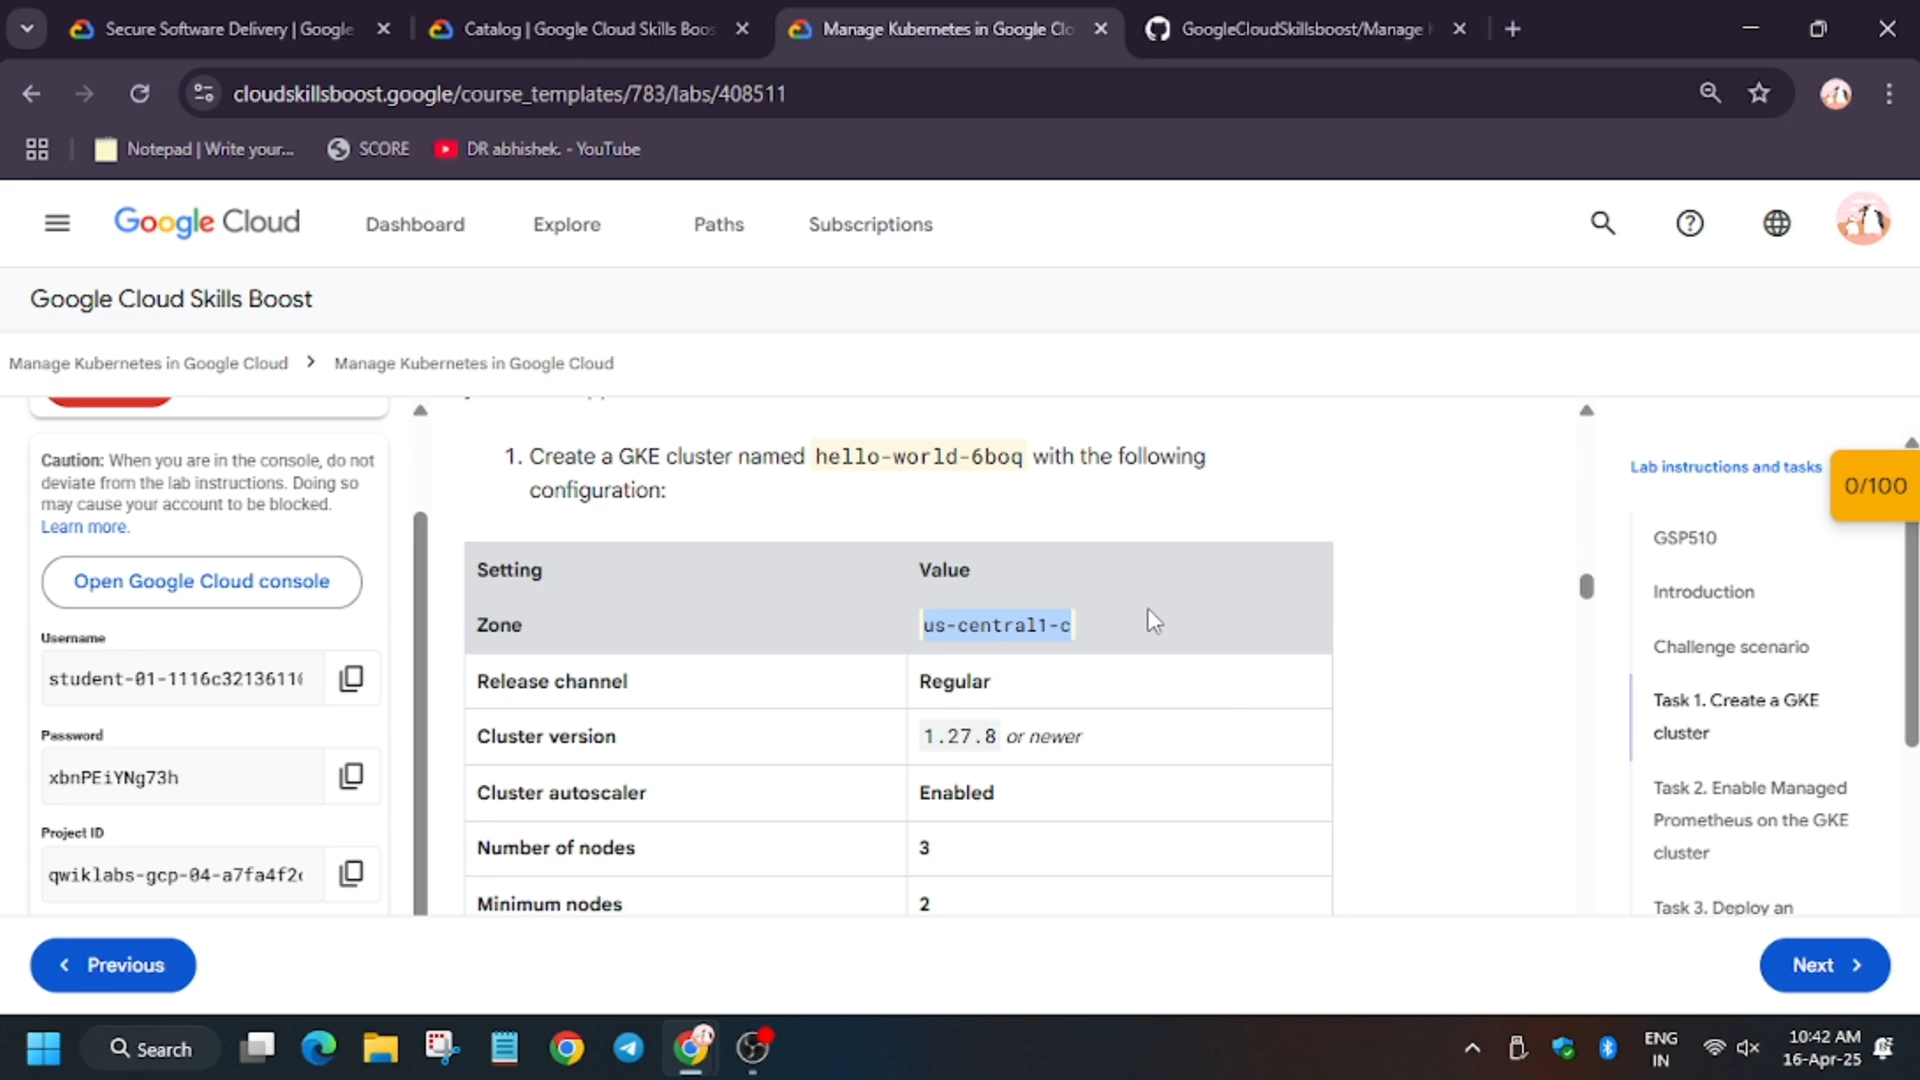 Secure Software Delivery | Google
Catalog | Google Cloud Skills Boos
Manage Kubernetes in Google Clo
GoogleCloudSkillsboost/Manage
cloudskillsboost.google/course_templates/783/labs/408511
Notepad | Write your...
SCORE
DR abhishek. - YouTube
Google Cloud
Dashboard
Explore
Paths
Subscriptions
Google Cloud Skills Boost
Manage Kubernetes in Google Cloud > Manage Kubernetes in Google Cloud
Caution: When you are in the console, do not
deviate from the lab instructions. Doing so
may cause your account to be blocked.
Learn more.
Open Google Cloud console
Username
student-01-1116c32136110
Password
xbnPEiYNg73h
Project ID
qwiklabs-gcp-04-a7fa4f2
Previous
1. Create a GKE cluster named hello-world-6boq with the following
configuration:
Setting Value
Zone us-central1-c
Release channel Regular
Cluster version 1.27.8 or newer
Cluster autoscaler Enabled
Number of nodes 3
Minimum nodes 2
Lab instructions and tasks
0/100
GSP510
Introduction
Challenge scenario
Task 1. Create a GKE
cluster
Task 2. Enable Managed
Prometheus on the GKE
cluster
Task 3. Deploy an
Next
Search
ENG
IN
10:42 AM
16-Apr-25